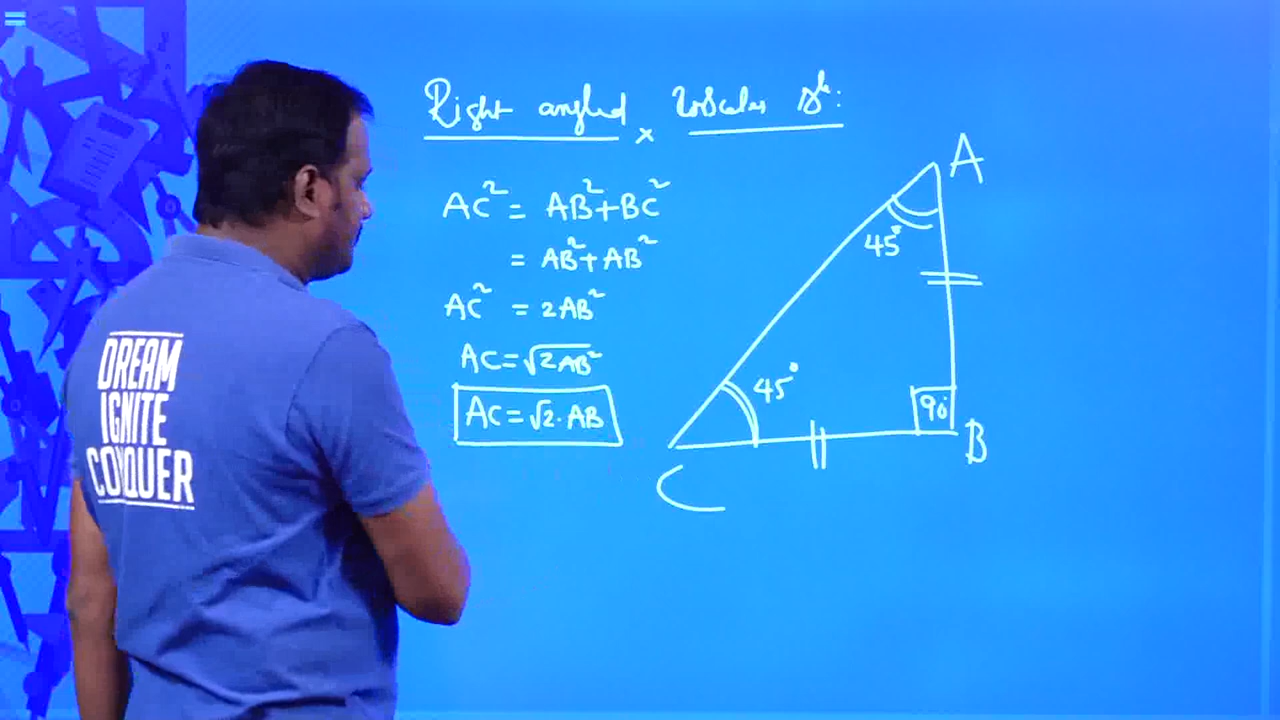 Right angled Isosceles Δle:
×
AC² = AB² + BC²
= AB² + AB²
AC² = 2AB²
AC = √2AB²
AC = √2·AB
A
45°
45°
90°
B
C
DREAM
IGNITE
CONQUER